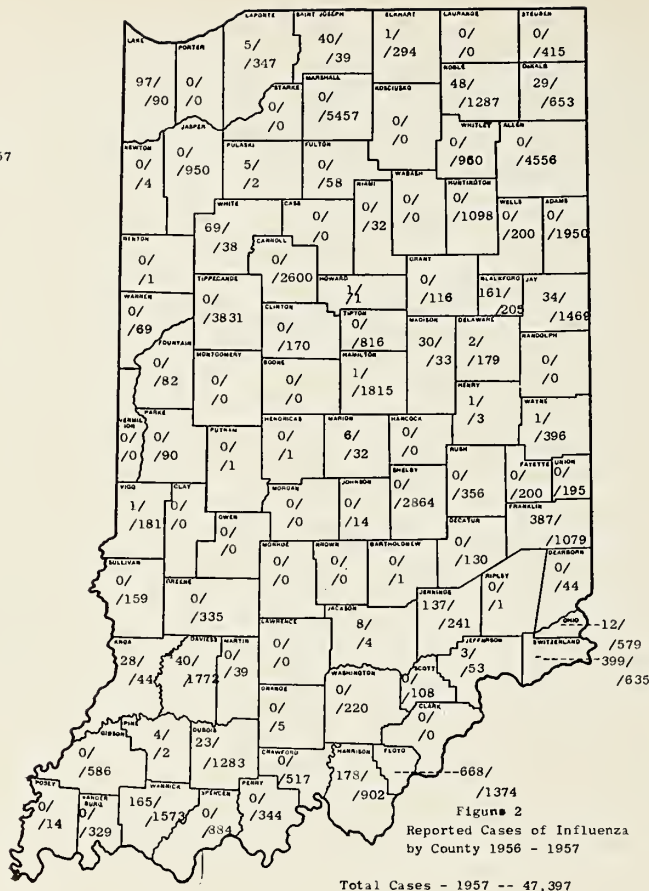 57
LAKE
97/
/90
PORTER
0/
/0
LAPORTE
5/
/347
SAINT JOSEPH
40/
/39
ELKHART
1/
/294
LAGRANGE
0/
/0
STEUBEN
0/
/415
NOBLE
48/
/1287
DEKALB
29/
/653
STARKE
0/
/0
MARSHALL
0/
/5457
KOSCIUSKO
0/
/0
WHITLEY
0/
/960
ALLEN
0/
/4556
NEWTON
0/
/4
JASPER
0/
/950
PULASKI
5/
/2
FULTON
0/
/58
MIAMI
0/
/32
WABASH
0/
/0
HUNTINGTON
0/
/1098
WELLS
0/
/200
ADAMS
0/
/1950
WHITE
69/
/38
CASS
0/
/0
CARROLL
0/
/2600
BENTON
0/
/1
TIPPECANOE
0/
/3831
HOWARD
1/
/1
GRANT
0/
/116
BLACKFORD
161/
/205
JAY
34/
/1469
WARREN
0/
/69
CLINTON
0/
/170
TIPTON
0/
/816
MADISON
30/
/33
DELAWARE
2/
/179
RANDOLPH
0/
/0
FOUNTAIN
0/
/82
MONTGOMERY
0/
/0
BOONE
0/
/0
HAMILTON
1/
/1815
HENRY
1/
/3
WAYNE
1/
/396
VERMIL
ION
0/
/0
PARKE
0/
/90
PUTNAM
0/
/1
HENDRICKS
0/
/1
MARION
6/
/32
HANCOCK
0/
/0
RUSH
0/
/356
FAYETTE
0/
/200
UNION
0/
/195
VIGO
1/
/181
CLAY
0/
/0
OWEN
0/
/0
MORGAN
0/
/0
JOHNSON
0/
/14
SHELBY
0/
/2864
DECATUR
0/
/130
FRANKLIN
387/
/1079
SULLIVAN
0/
/159
GREENE
0/
/335
MONROE
0/
/0
BROWN
0/
/0
BARTHOLOMEW
0/
/1
JENNINGS
137/
/241
RIPLEY
0/
/1
DEARBORN
0/
/44
OHIO
12/
/579
SWITZERLAND
399/
/635
KNOX
28/
/44
DAVIESS
40/
/1772
MARTIN
0/
/39
LAWRENCE
0/
/0
JACKSON
8/
/4
JEFFERSON
3/
/53
SCOTT
0/
/108
ORANGE
0/
/5
WASHINGTON
0/
/220
CLARK
0/
/0
GIBSON
0/
/586
PIKE
4/
/2
DUBOIS
23/
/1283
CRAWFORD
0/
/517
HARRISON
178/
/902
FLOYD
668/
/1374
POSEY
0/
/14
VANDER
BURG
0/
/329
WARRICK
165/
/1573
SPENCER
0/
/884
PERRY
0/
/344
Figure 2
Reported Cases of Influenza
by County 1956 - 1957
Total Cases - 1957 -- 47,397